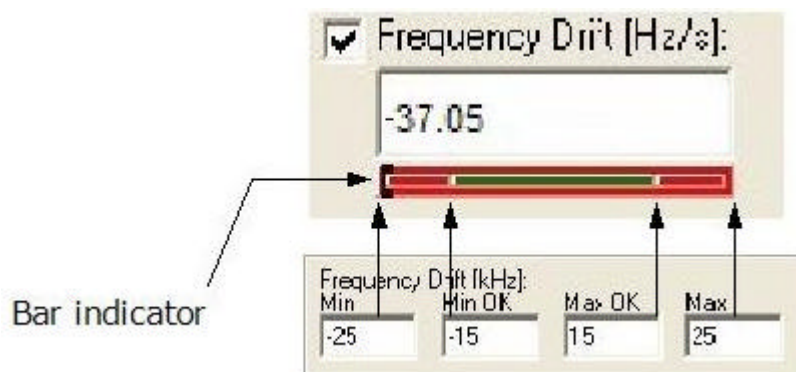 Frequency Drift [Hz/s]:
-37.05
Bar indicator
Frequency Drift [kHz]:
Min Min OK Max OK Max
-25 -15 15 25